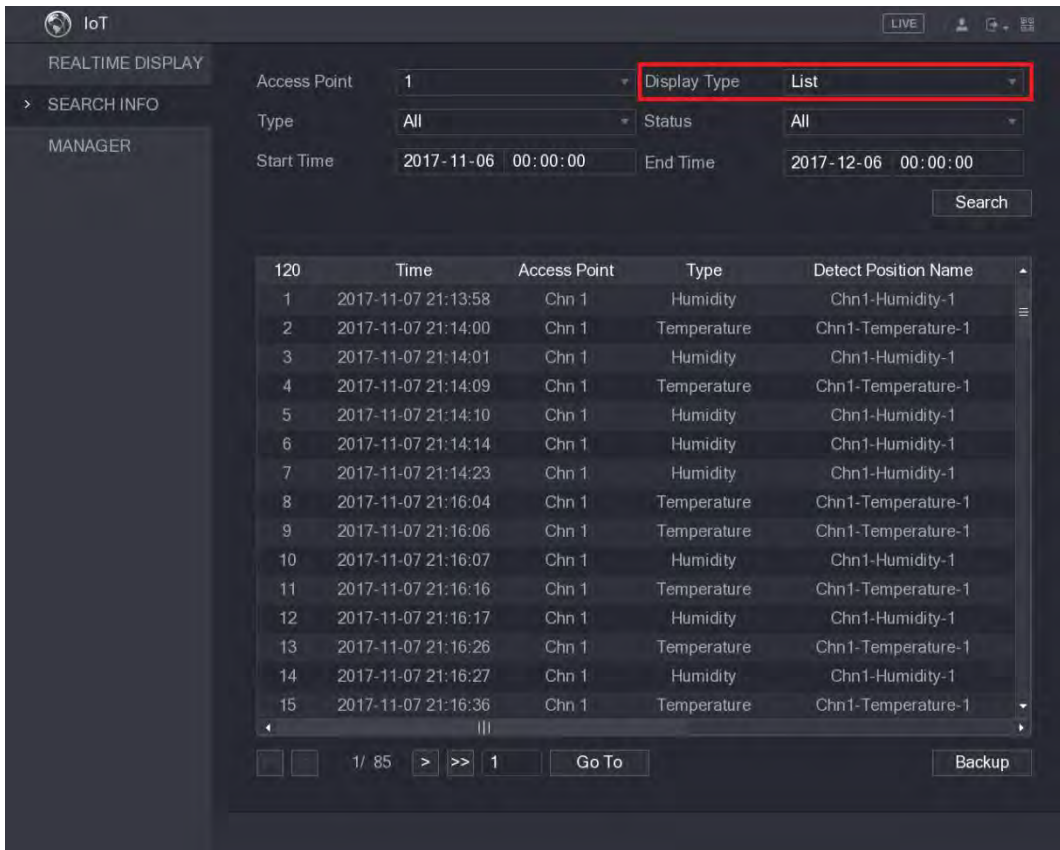 IoT LIVE
REALTIME DISPLAY
SEARCH INFO
MANAGER
Access Point 1 Display Type List
Type All Status All
Start Time 2017-11-06 00:00:00 End Time 2017-12-06 00:00:00
Search
120 Time Access Point Type Detect Position Name
1 2017-11-07 21:13:58 Chn 1 Humidity Chn1-Humidity-1
2 2017-11-07 21:14:00 Chn 1 Temperature Chn1-Temperature-1
3 2017-11-07 21:14:01 Chn 1 Humidity Chn1-Humidity-1
4 2017-11-07 21:14:09 Chn 1 Temperature Chn1-Temperature-1
5 2017-11-07 21:14:10 Chn 1 Humidity Chn1-Humidity-1
6 2017-11-07 21:14:14 Chn 1 Humidity Chn1-Humidity-1
7 2017-11-07 21:14:23 Chn 1 Humidity Chn1-Humidity-1
8 2017-11-07 21:16:04 Chn 1 Temperature Chn1-Temperature-1
9 2017-11-07 21:16:06 Chn 1 Temperature Chn1-Temperature-1
10 2017-11-07 21:16:07 Chn 1 Humidity Chn1-Humidity-1
11 2017-11-07 21:16:16 Chn 1 Temperature Chn1-Temperature-1
12 2017-11-07 21:16:17 Chn 1 Humidity Chn1-Humidity-1
13 2017-11-07 21:16:26 Chn 1 Temperature Chn1-Temperature-1
14 2017-11-07 21:16:27 Chn 1 Humidity Chn1-Humidity-1
15 2017-11-07 21:16:36 Chn 1 Temperature Chn1-Temperature-1
1/ 85 > >> 1 Go To Backup